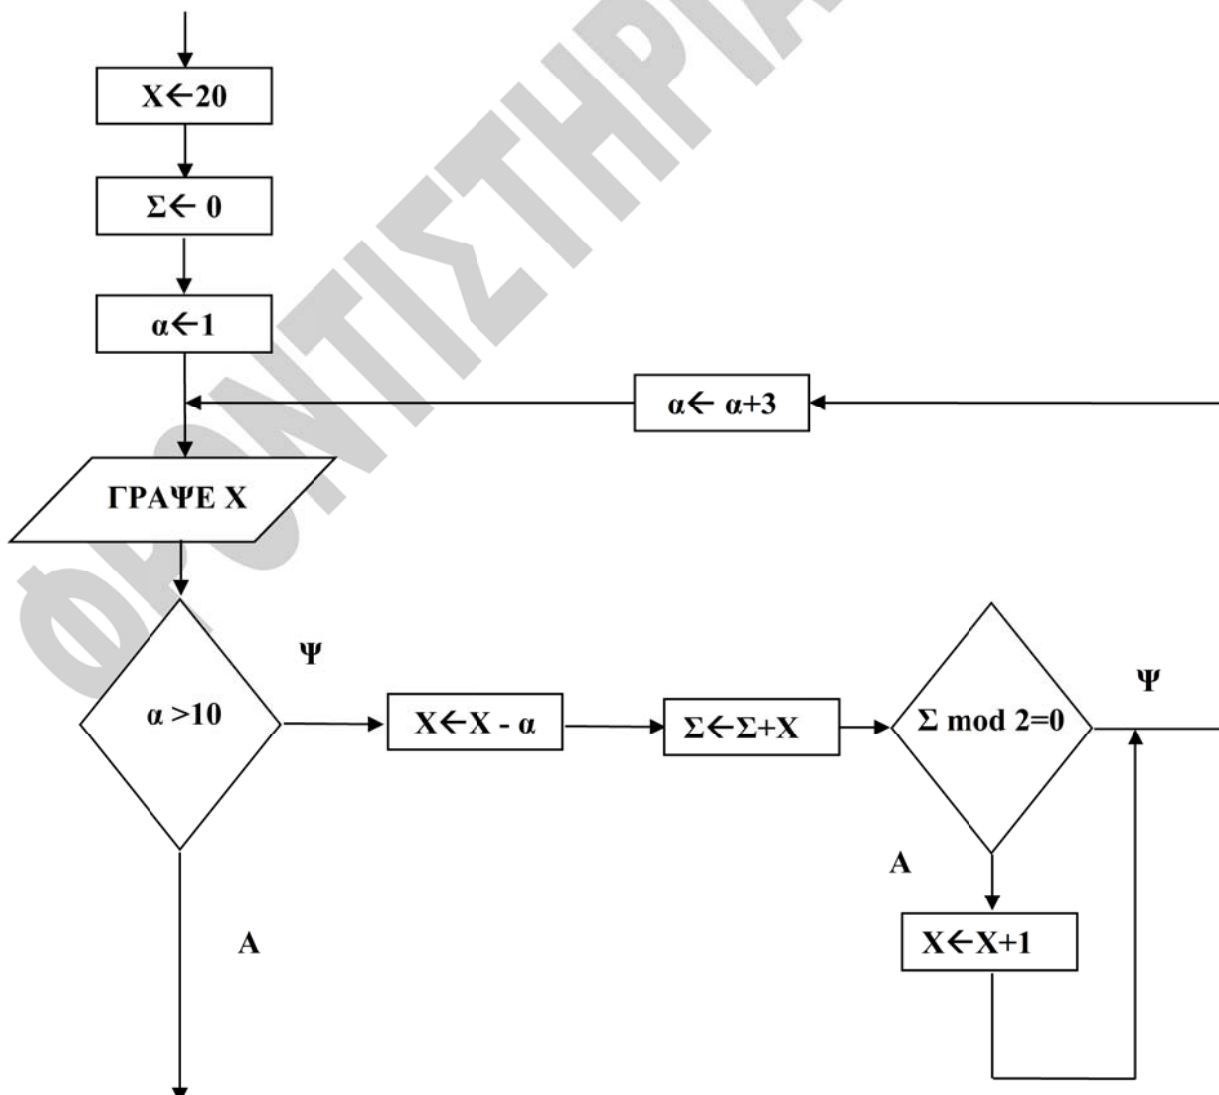 Χ←20
Σ← 0
α←1
α← α+3
ΓΡΑΨΕ Χ
α >10
Ψ
Χ←Χ - α
Σ←Σ+Χ
Σ mod 2=0
Ψ
Α
Χ←Χ+1
Α
ΦΡΟΝΤΙΣΤΗΡΙΑ